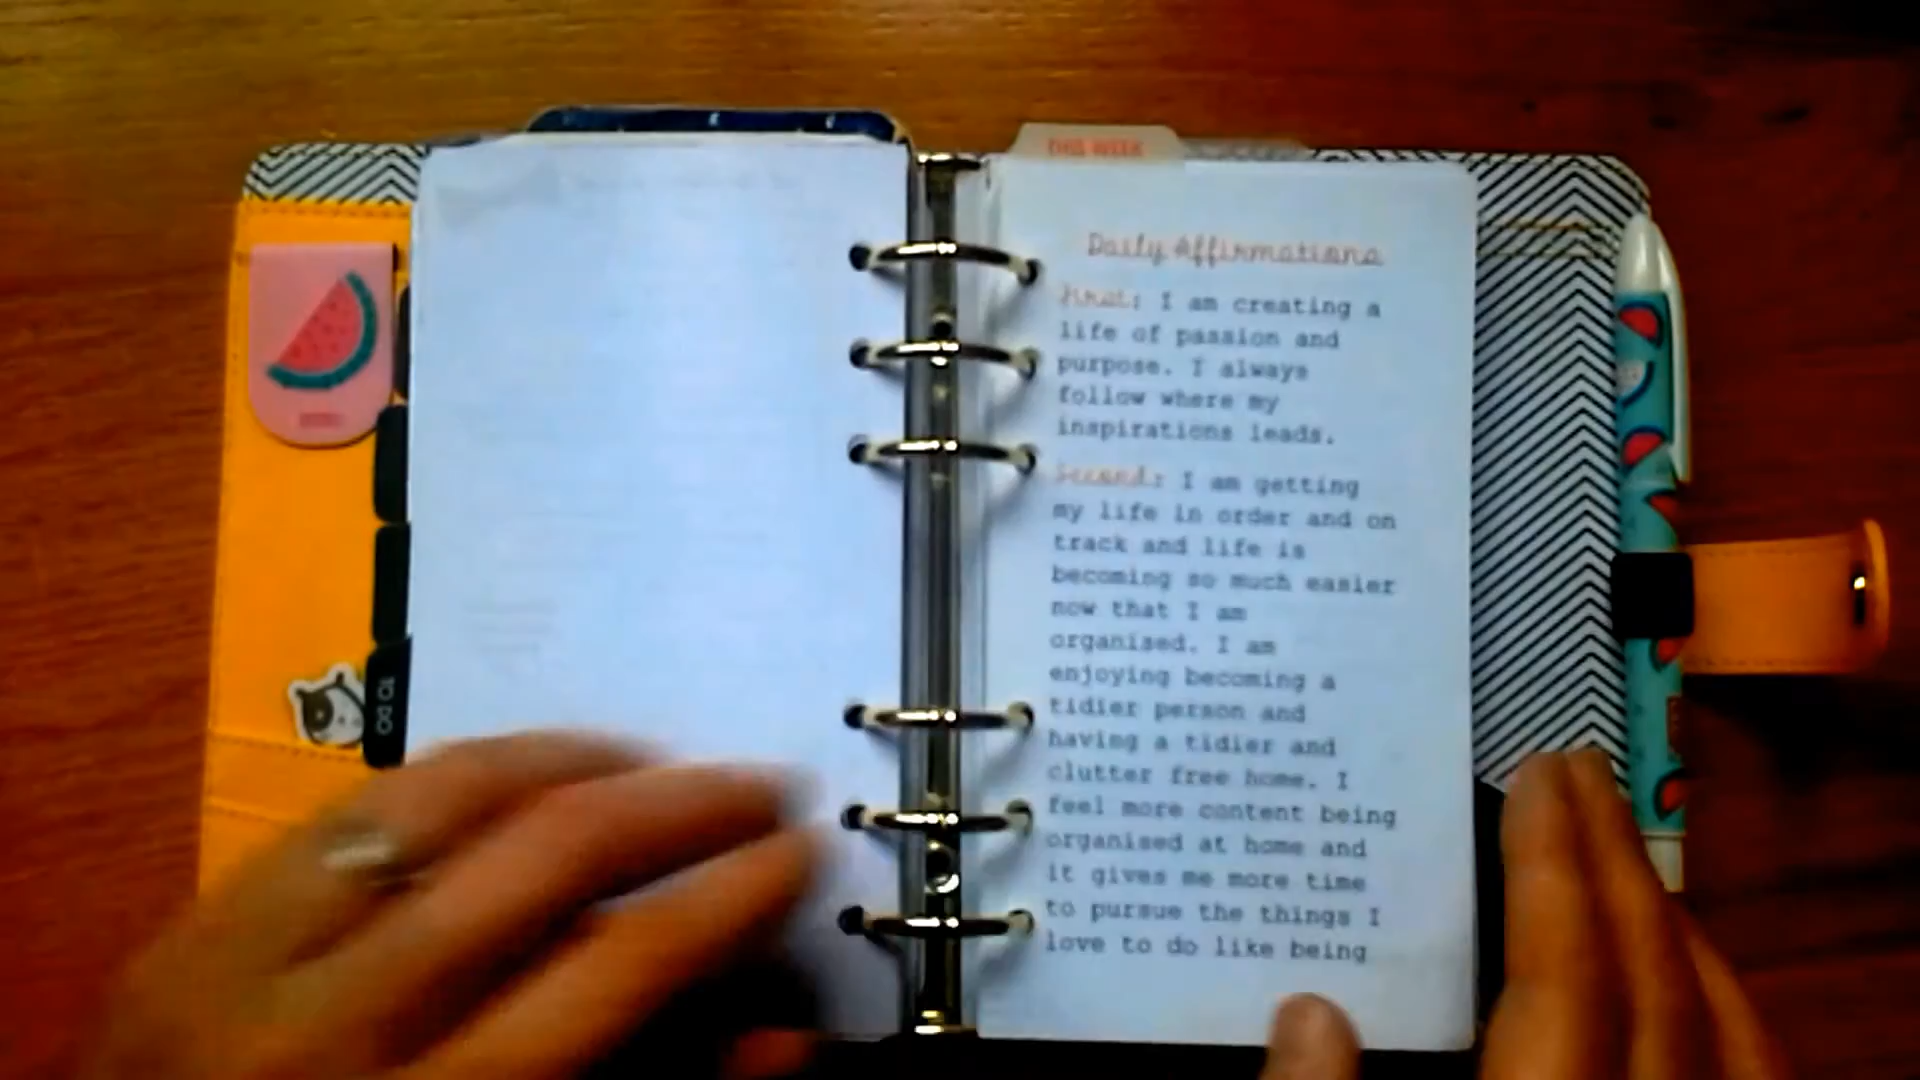 THIS WEEK
TO DO
Daily Affirmations
First: I am creating a
life of passion and
purpose. I always
follow where my
inspirations leads.
Second: I am getting
my life in order and on
track and life is
becoming so much easier
now that I am
organised. I am
enjoying becoming a
tidier person and
having a tidier and
clutter free home. I
feel more content being
organised at home and
it gives me more time
to pursue the things I
love to do like being